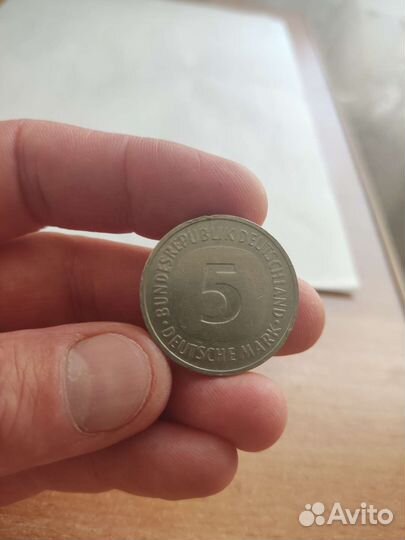 BUNDESREPUBLIK DEUTSCHLAND
5
· DEUTSCHE MARK ·
Avito